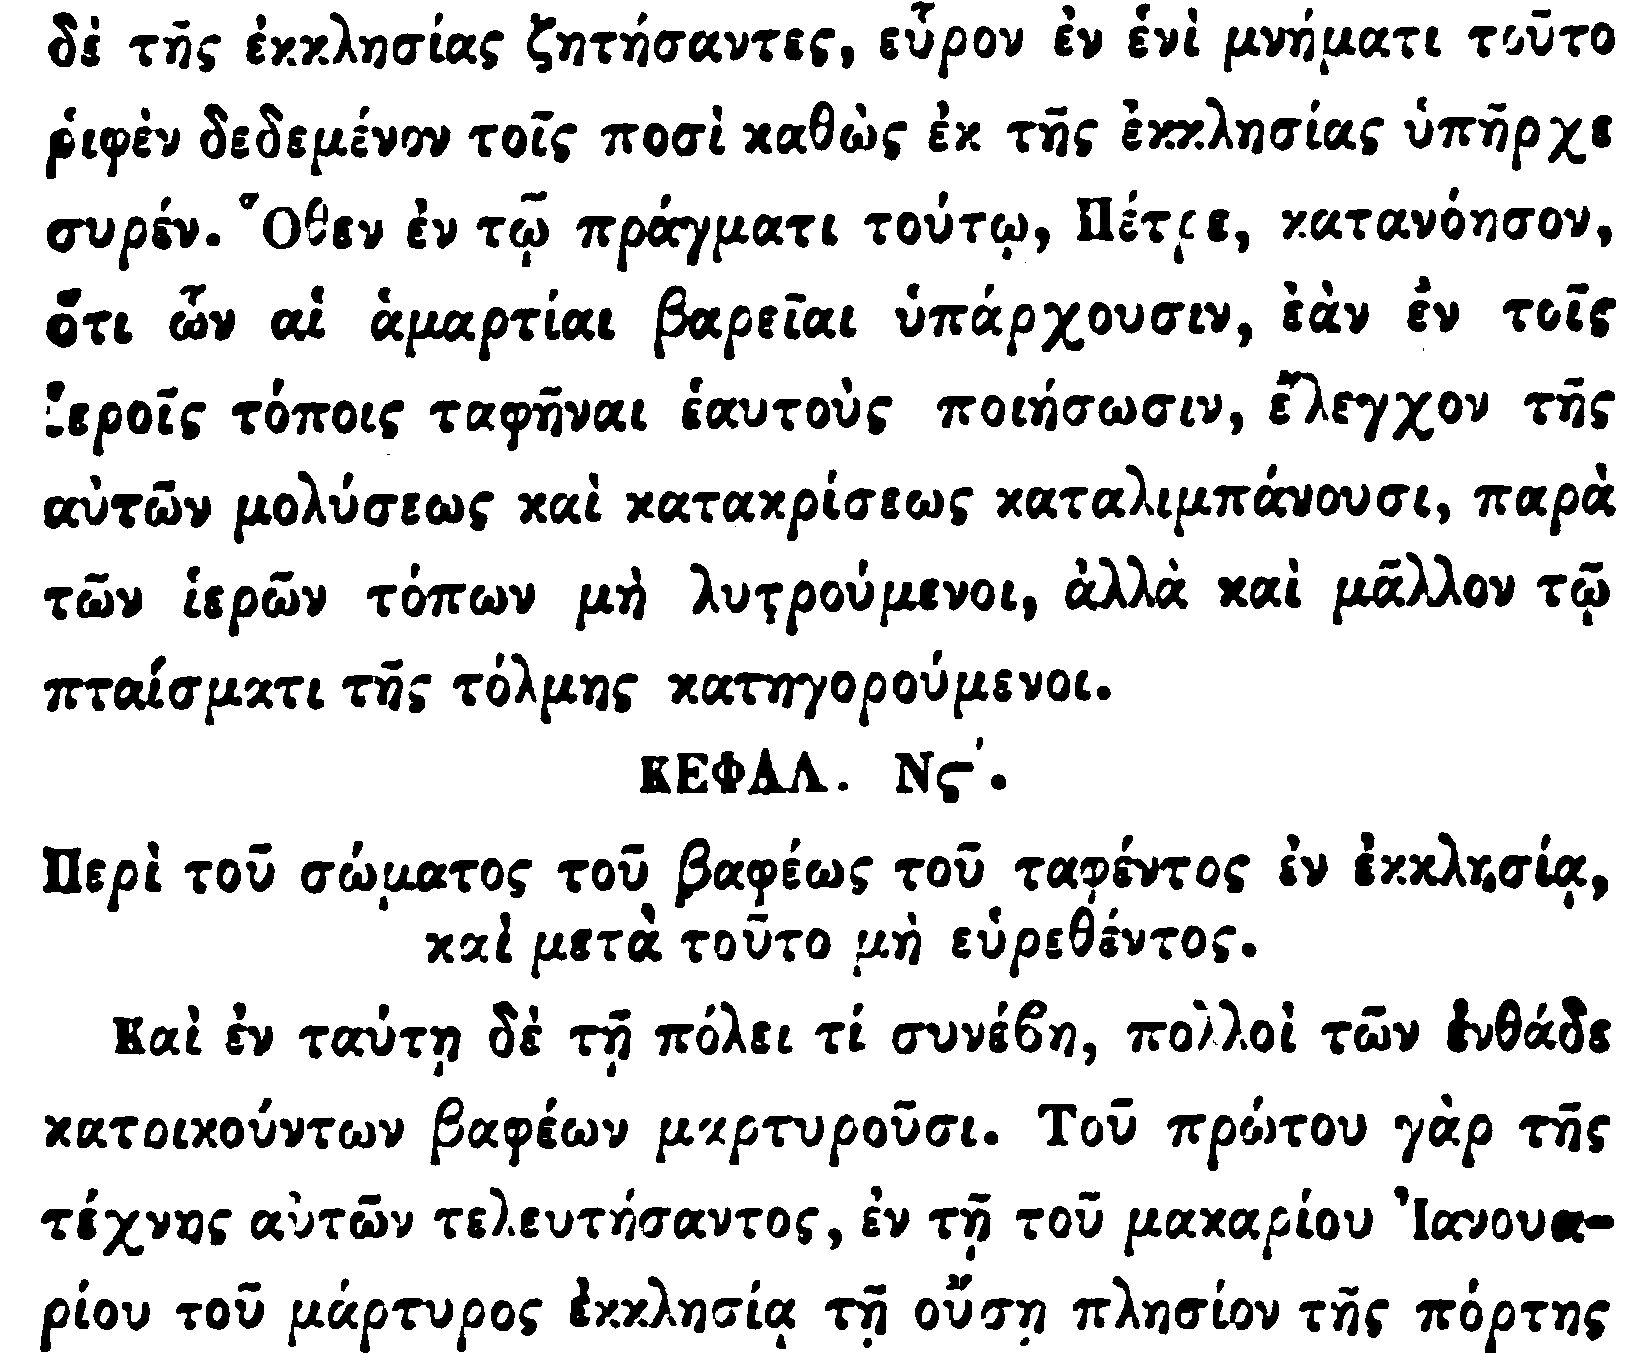 δὲ τῆς ἐκκλησίας ζητήσαντες, εὗρον ἐν ἑνὶ μνήματι τοῦτο
ῥιφὲν δεδεμένον τοῖς ποσὶ καθὼς ἐκ τῆς ἐκκλησίας ὑπῆρχε
συρέν. Ὅθεν ἐν τῷ πράγματι τούτῳ, Πέτρε, κατανόησον,
ὅτι ὧν αἱ ἁμαρτίαι βαρεῖαι ὑπάρχουσιν, ἐὰν ἐν τοῖς
ἱεροῖς τόποις ταφῆναι ἑαυτοὺς ποιήσωσιν, ἔλεγχον τῆς
αὐτῶν μολύσεως καὶ κατακρίσεως καταλιμπάνουσι, παρὰ
τῶν ἱερῶν τόπων μὴ λυτρούμενοι, ἀλλὰ καὶ μᾶλλον τῷ
πταίσματι τῆς τόλμης κατηγορούμενοι.
ΚΕΦΑΛ. Νϛʹ.
Περὶ τοῦ σώματος τοῦ βαφέως τοῦ ταφέντος ἐν ἐκκλησίᾳ,
καὶ μετὰ τοῦτο μὴ εὑρεθέντος.
Καὶ ἐν ταύτῃ δὲ τῇ πόλει τί συνέϐη, πολλοὶ τῶν ἐνθάδε
κατοικούντων βαφέων μαρτυροῦσι. Τοῦ πρώτου γὰρ τῆς
τέχνης αὐτῶν τελευτήσαντος, ἐν τῇ τοῦ μακαρίου Ἰανουα-
ρίου τοῦ μάρτυρος ἐκκλησίᾳ τῇ οὔσῃ πλησίον τῆς πόρτης